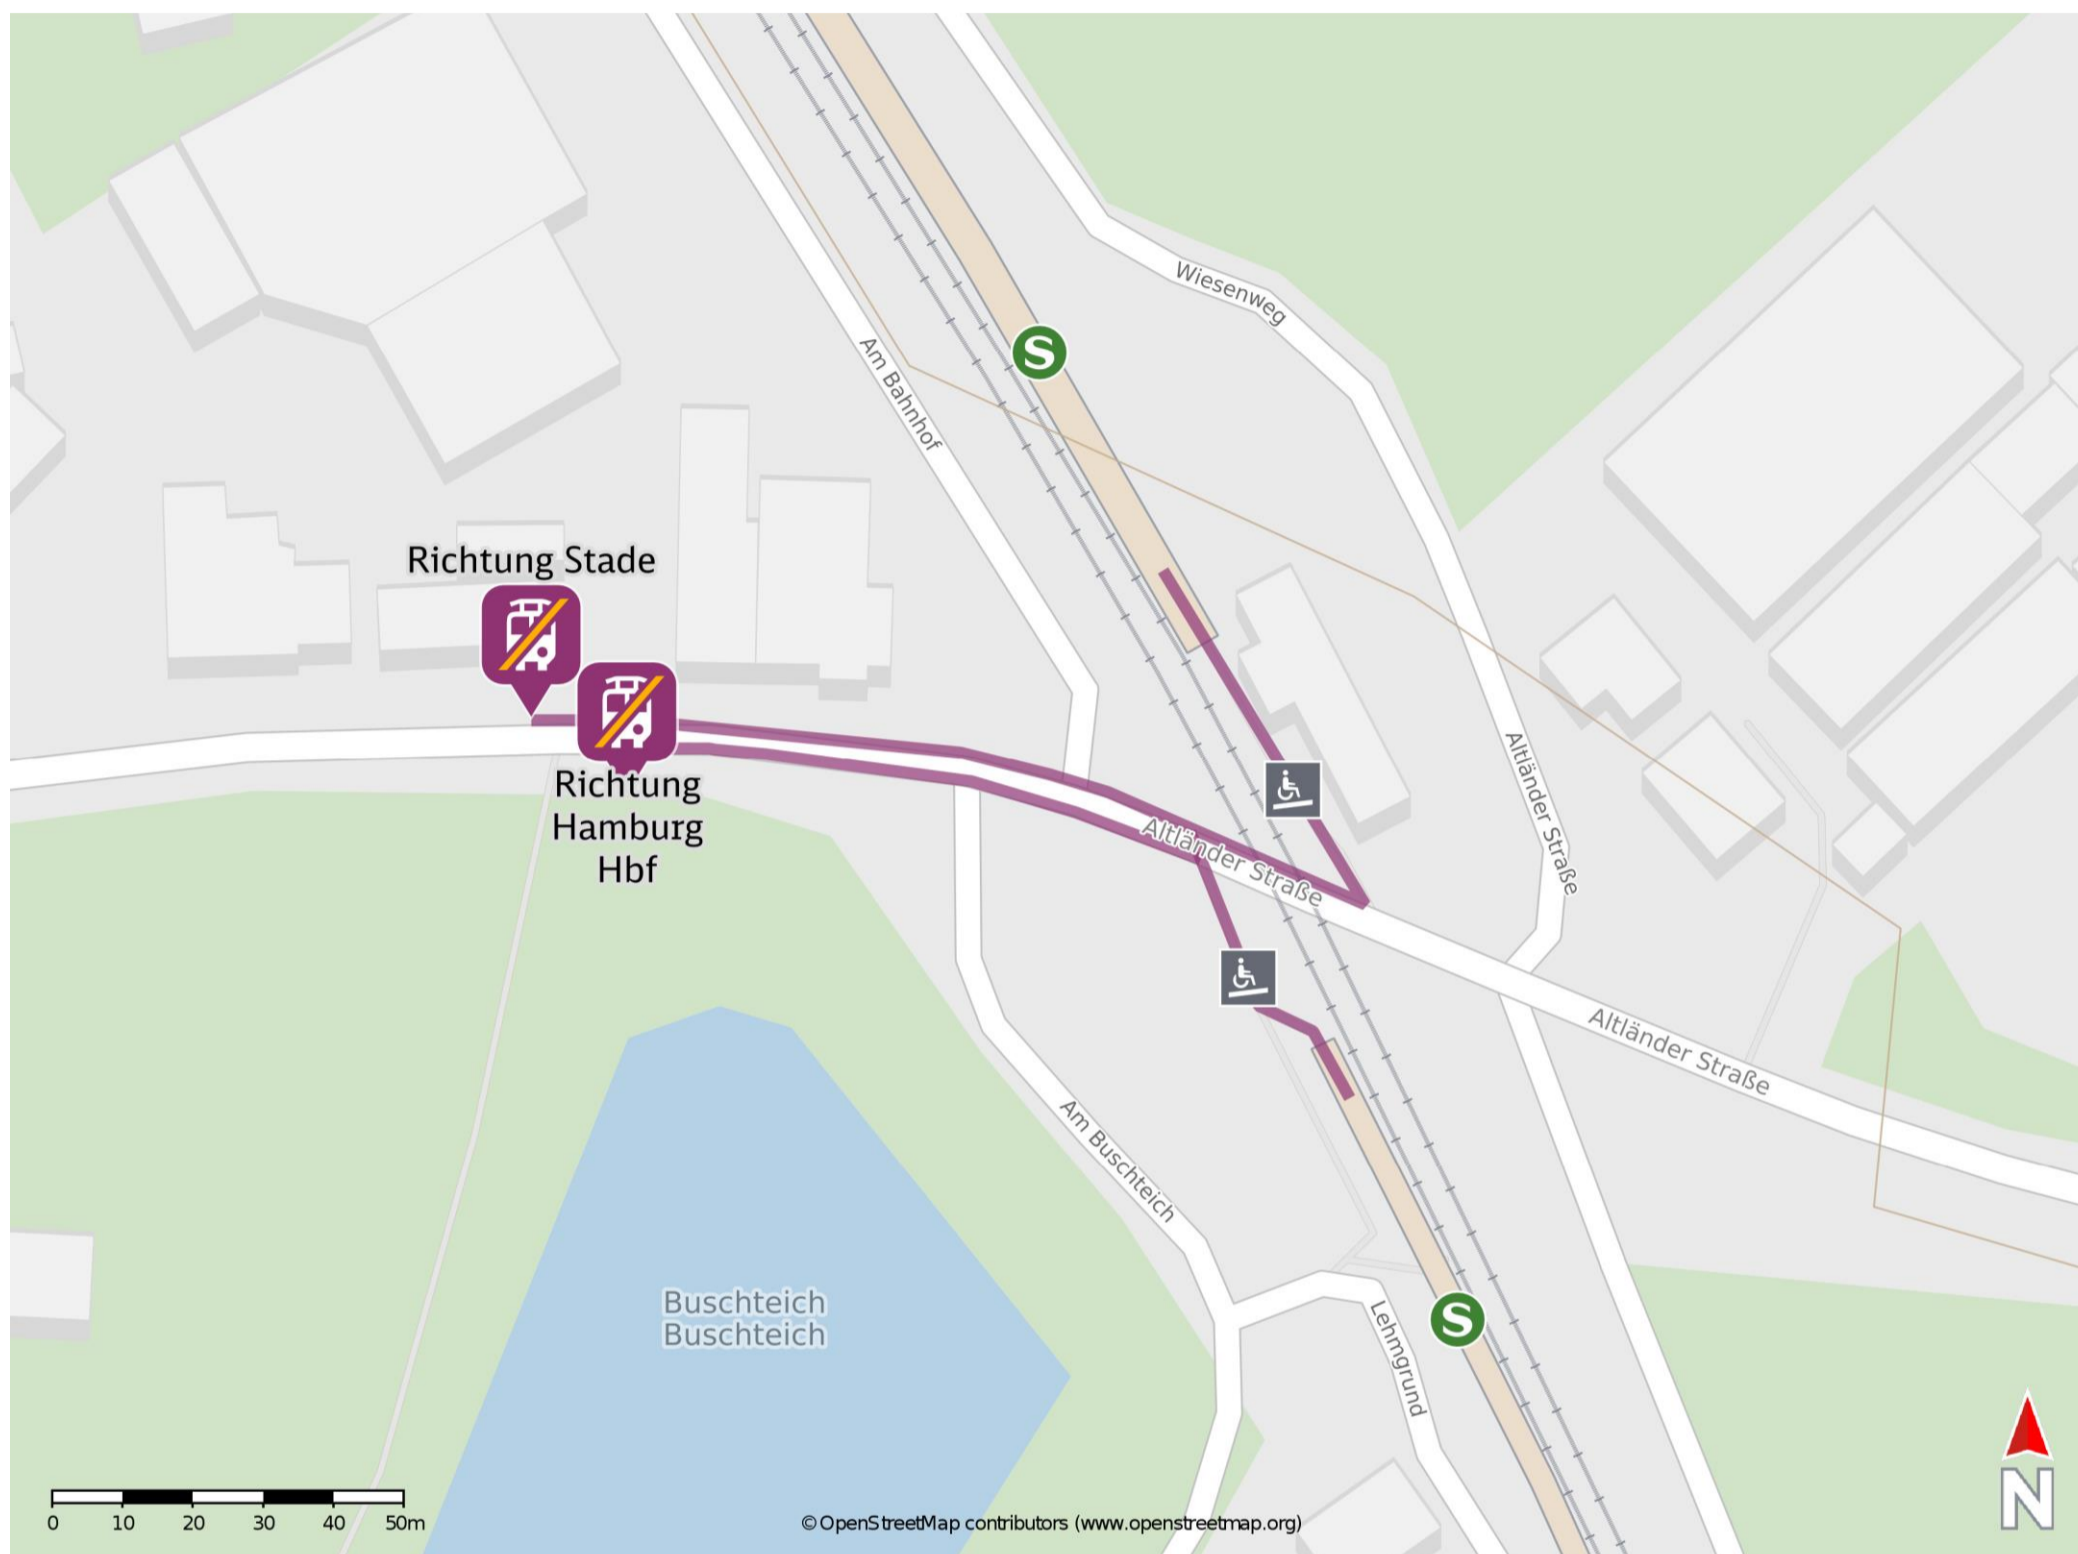 Wiesenweg
S
Am Bahnhof
Richtung Stade
Richtung
Hamburg
Hbf
Altländer Straße
Altländer Straße
Altländer Straße
Am Buschteich
Buschteich
Buschteich
S
Lehmgrund
N
0 10 20 30 40 50m
© OpenStreetMap contributors (www.openstreetmap.org)